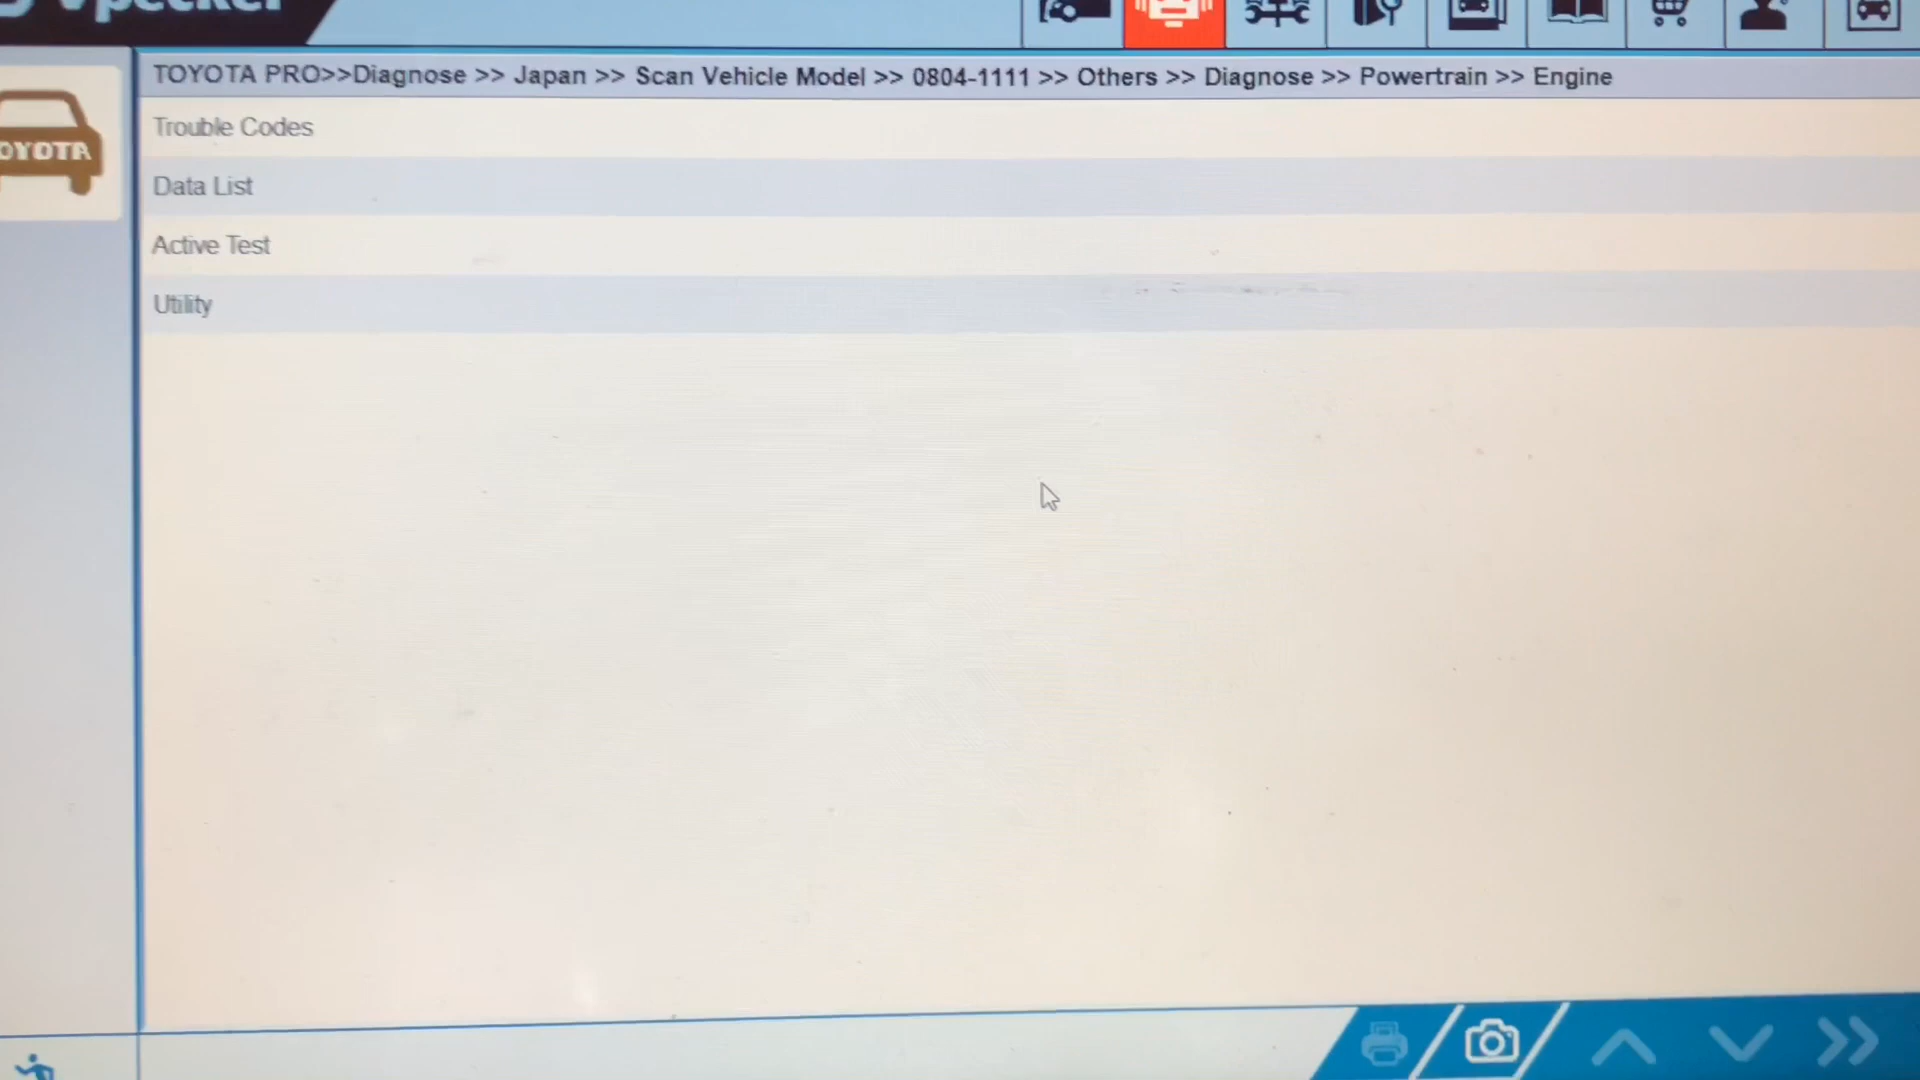 TOYOTA PRO>>Diagnose >> Japan >> Scan Vehicle Model >> 0804-1111 >> Others >> Diagnose >> Powertrain >> Engine
Trouble Codes
OYOTA
Data List
Active Test
Utility